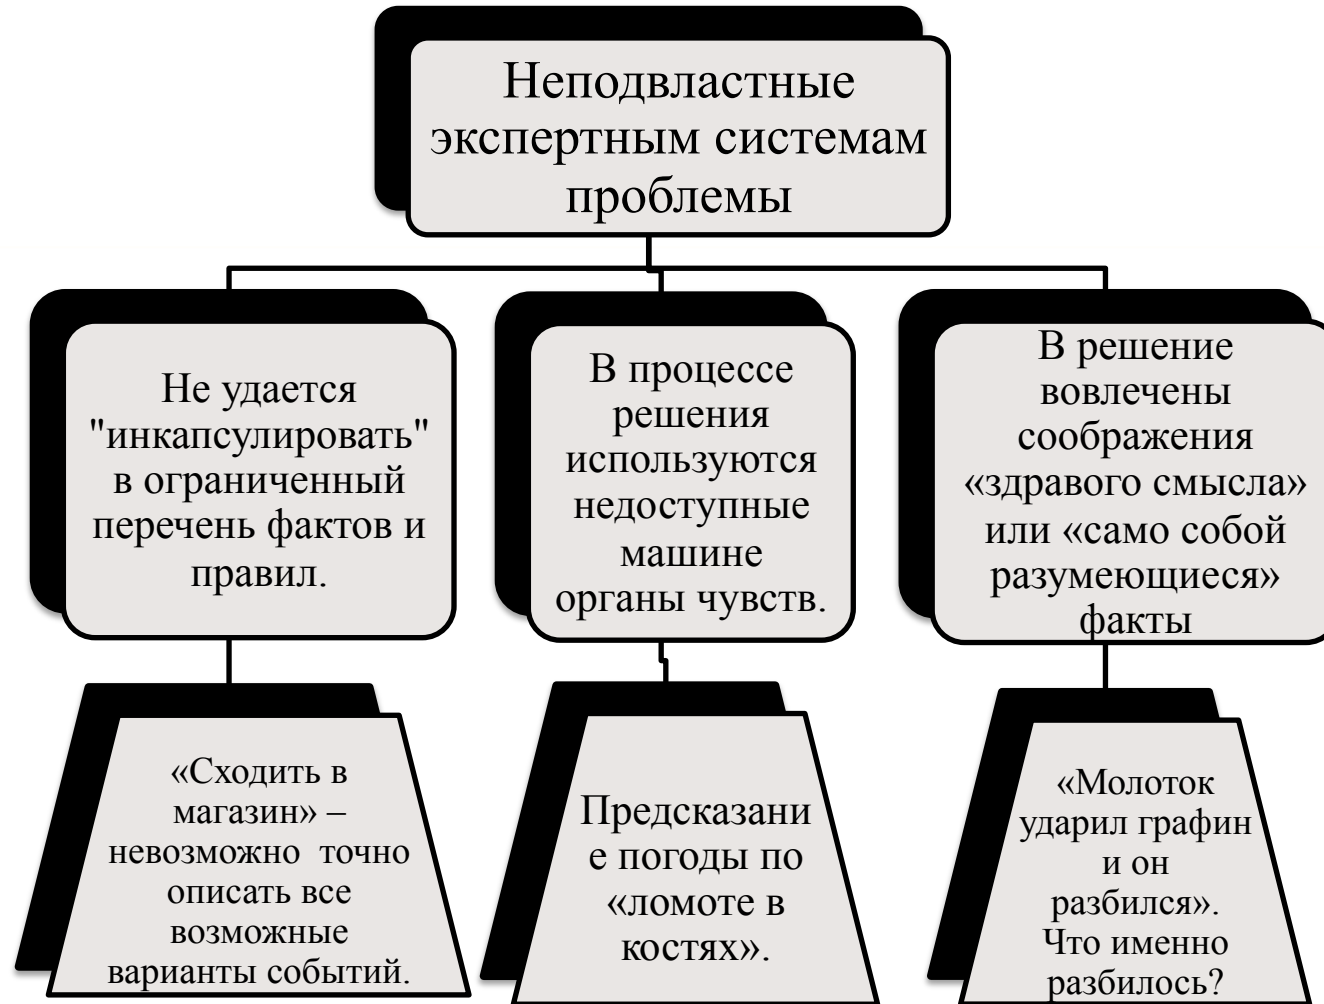 Неподвластные
экспертным системам
проблемы
Не удается
"инкапсулировать"
в ограниченный
перечень фактов и
правил.
В процессе
решения
используются
недоступные
машине
органы чувств.
В решение
вовлечены
соображения
«здравого смысла»
или «само собой
разумеющиеся»
факты
«Сходить в
магазин» –
невозможно точно
описать все
возможные
варианты событий.
Предсказани
е погоды по
«ломоте в
костях».
«Молоток
ударил графин
и он
разбился».
Что именно
разбилось?